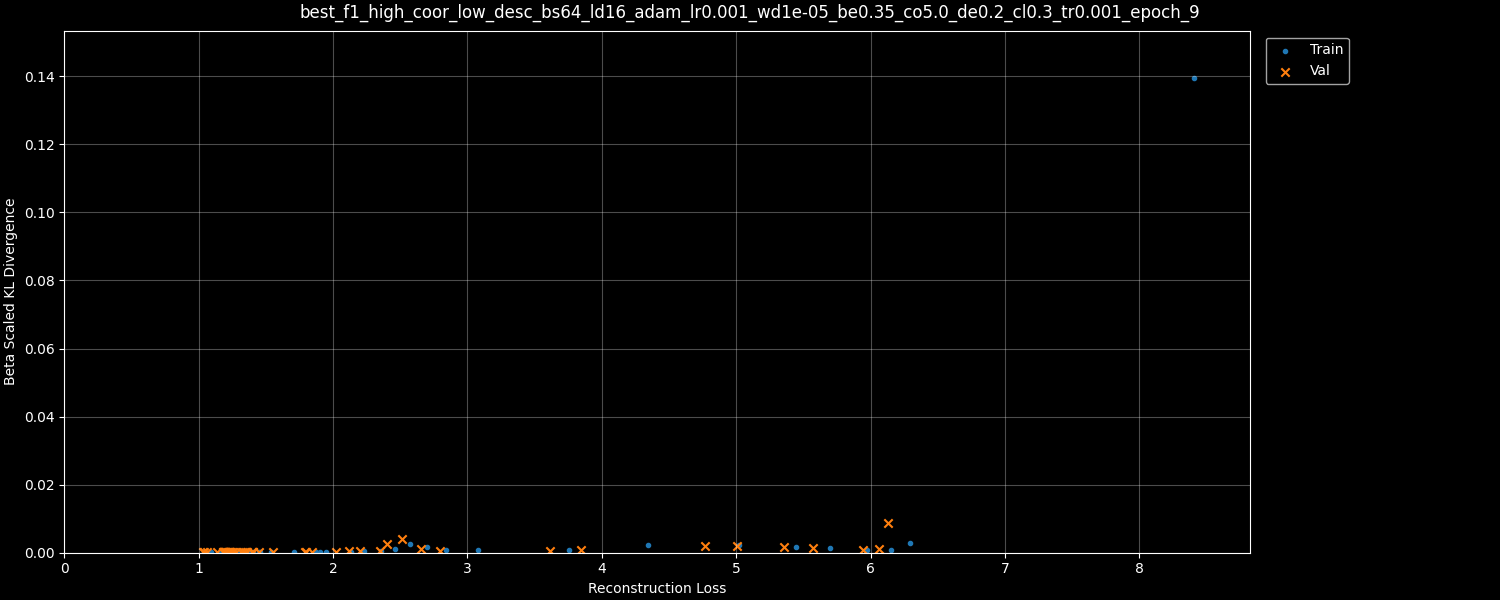 best_f1_high_coor_low_desc_bs64_ld16_adam_lr0.001_wd1e-05_be0.35_co5.0_de0.2_cl0.3_tr0.001_epoch_9
Train
Val
Beta Scaled KL Divergence
0.14
0.12
0.10
0.08
0.06
0.04
0.02
0.00
0 1 2 3 4 5 6 7 8
Reconstruction Loss